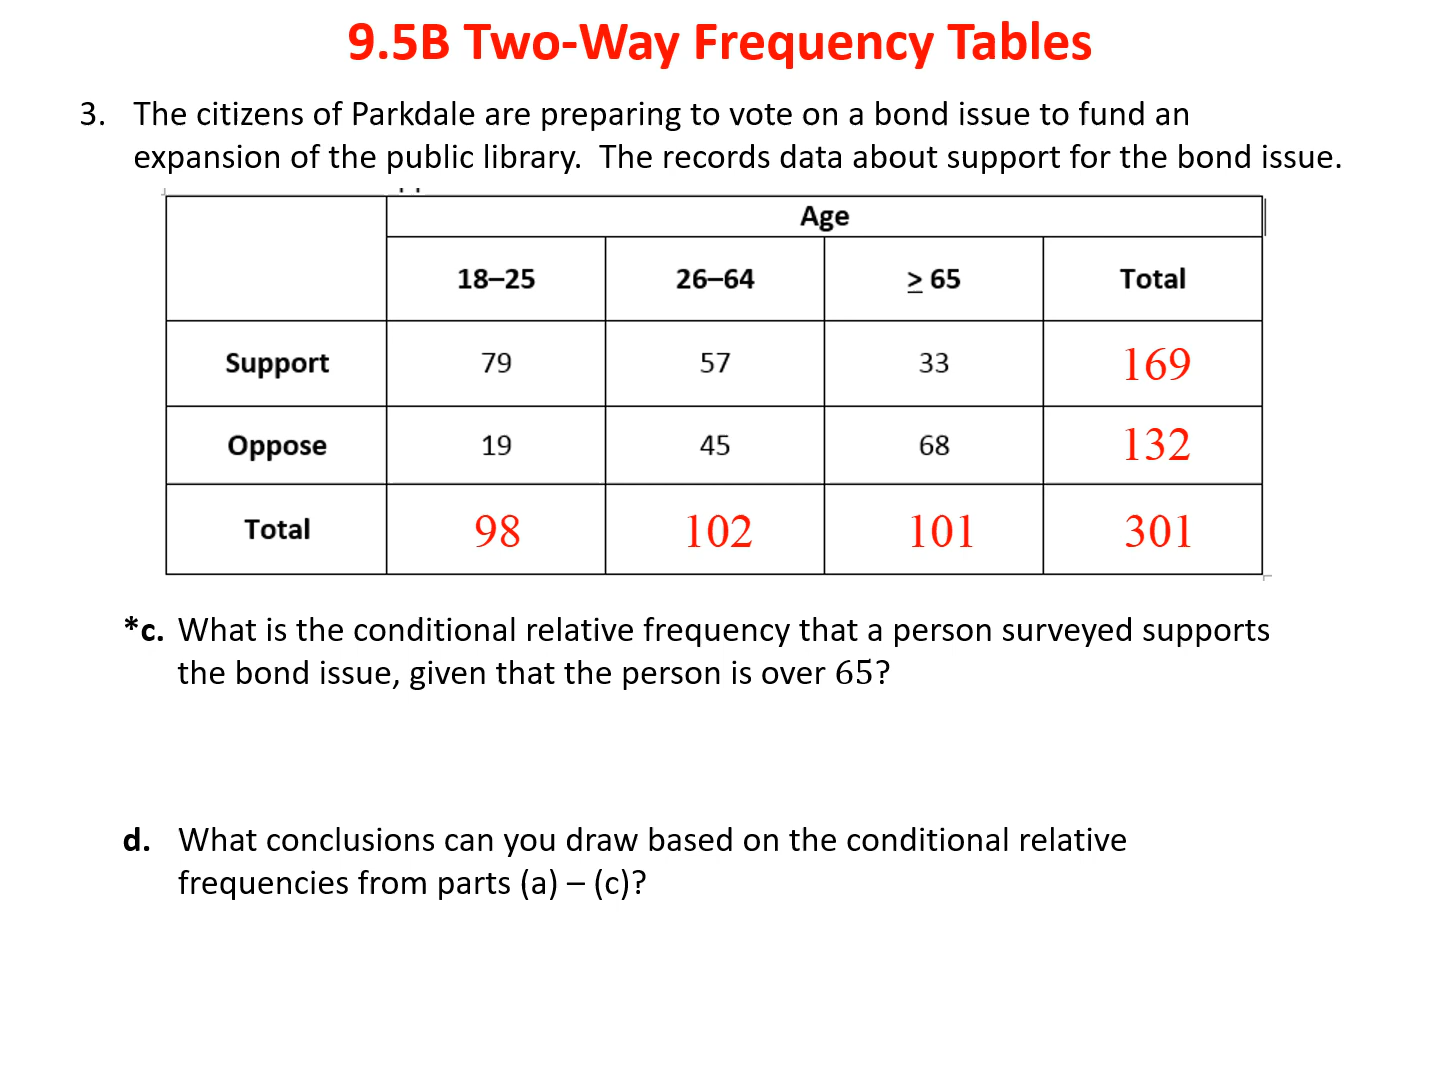 9.5B Two-Way Frequency Tables
3. The citizens of Parkdale are preparing to vote on a bond issue to fund an
expansion of the public library. The records data about support for the bond issue.
Age
18–25 26–64 ≥ 65 Total
Support 79 57 33 169
Oppose 19 45 68 132
Total 98 102 101 301
*c. What is the conditional relative frequency that a person surveyed supports
the bond issue, given that the person is over 65?
d. What conclusions can you draw based on the conditional relative
frequencies from parts (a) – (c)?